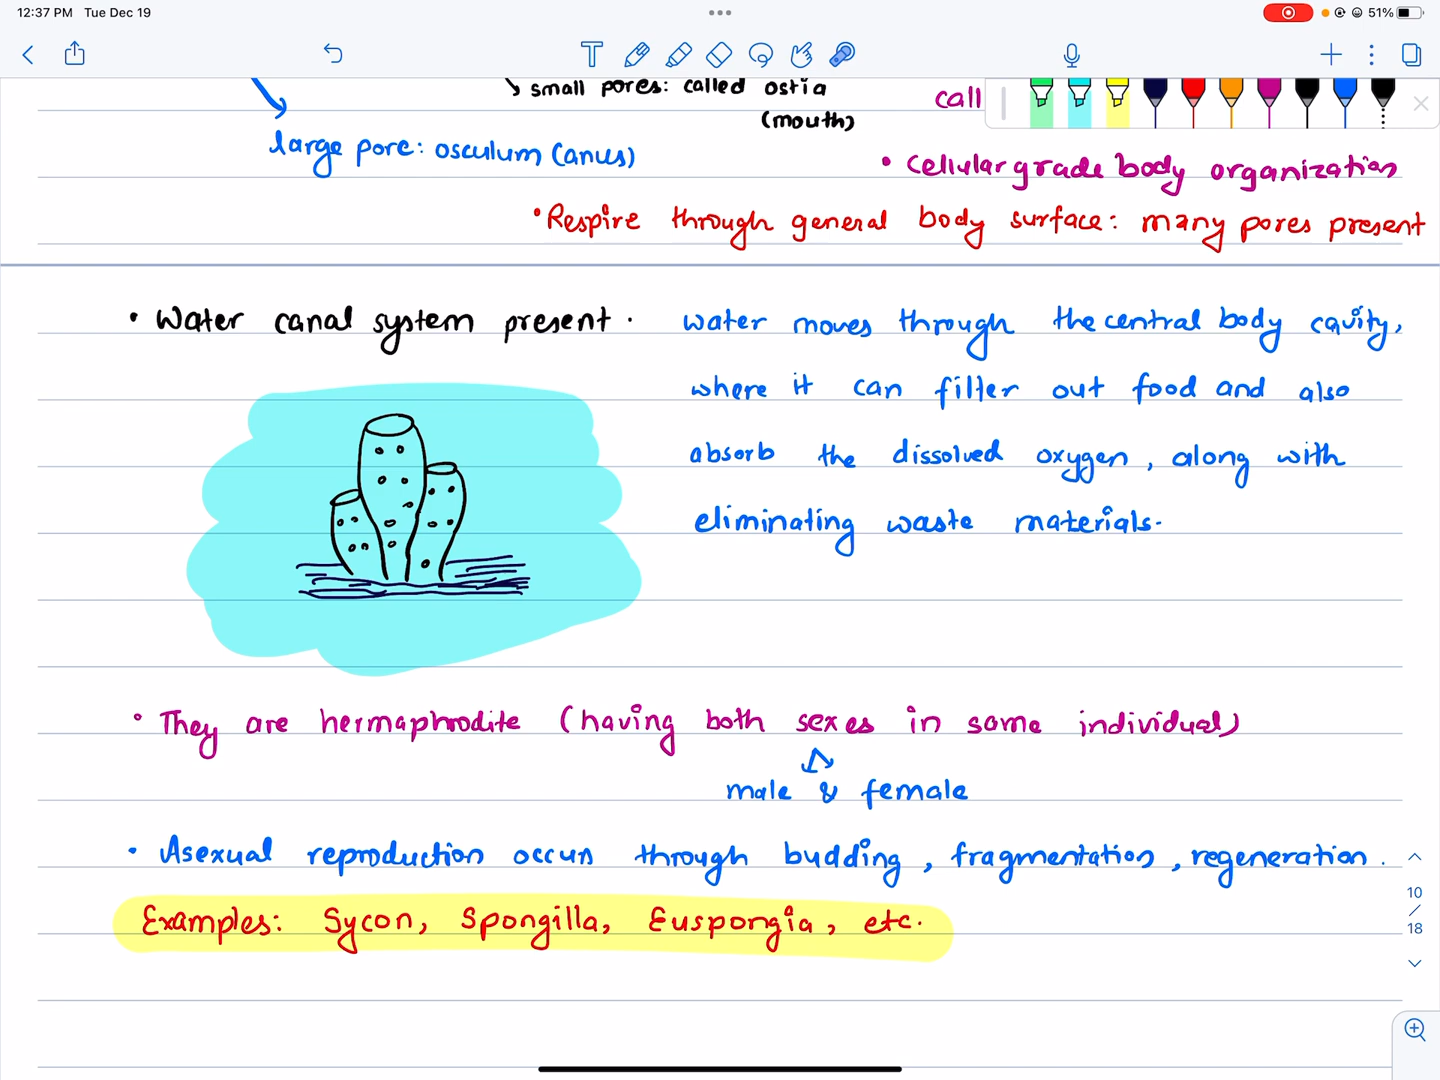 12:37 PM Tue Dec 19
51%
small pores: called ostia
call
(mouth)
large pore: osculum (anus)
• cellular grade body organization
• Respire through general body surface: many pores present
• Water canal system present.
water moves through the central body cavity,
where it can filter out food and also
absorb the dissolved oxygen, along with
eliminating waste materials.
• They are hermaphrodite (having both sexes in same individual)
male & female
• Asexual reproduction occurs through budding, fragmentation, regeneration.
Examples: Sycon, Spongilla, Euspongia, etc.
10
/
18